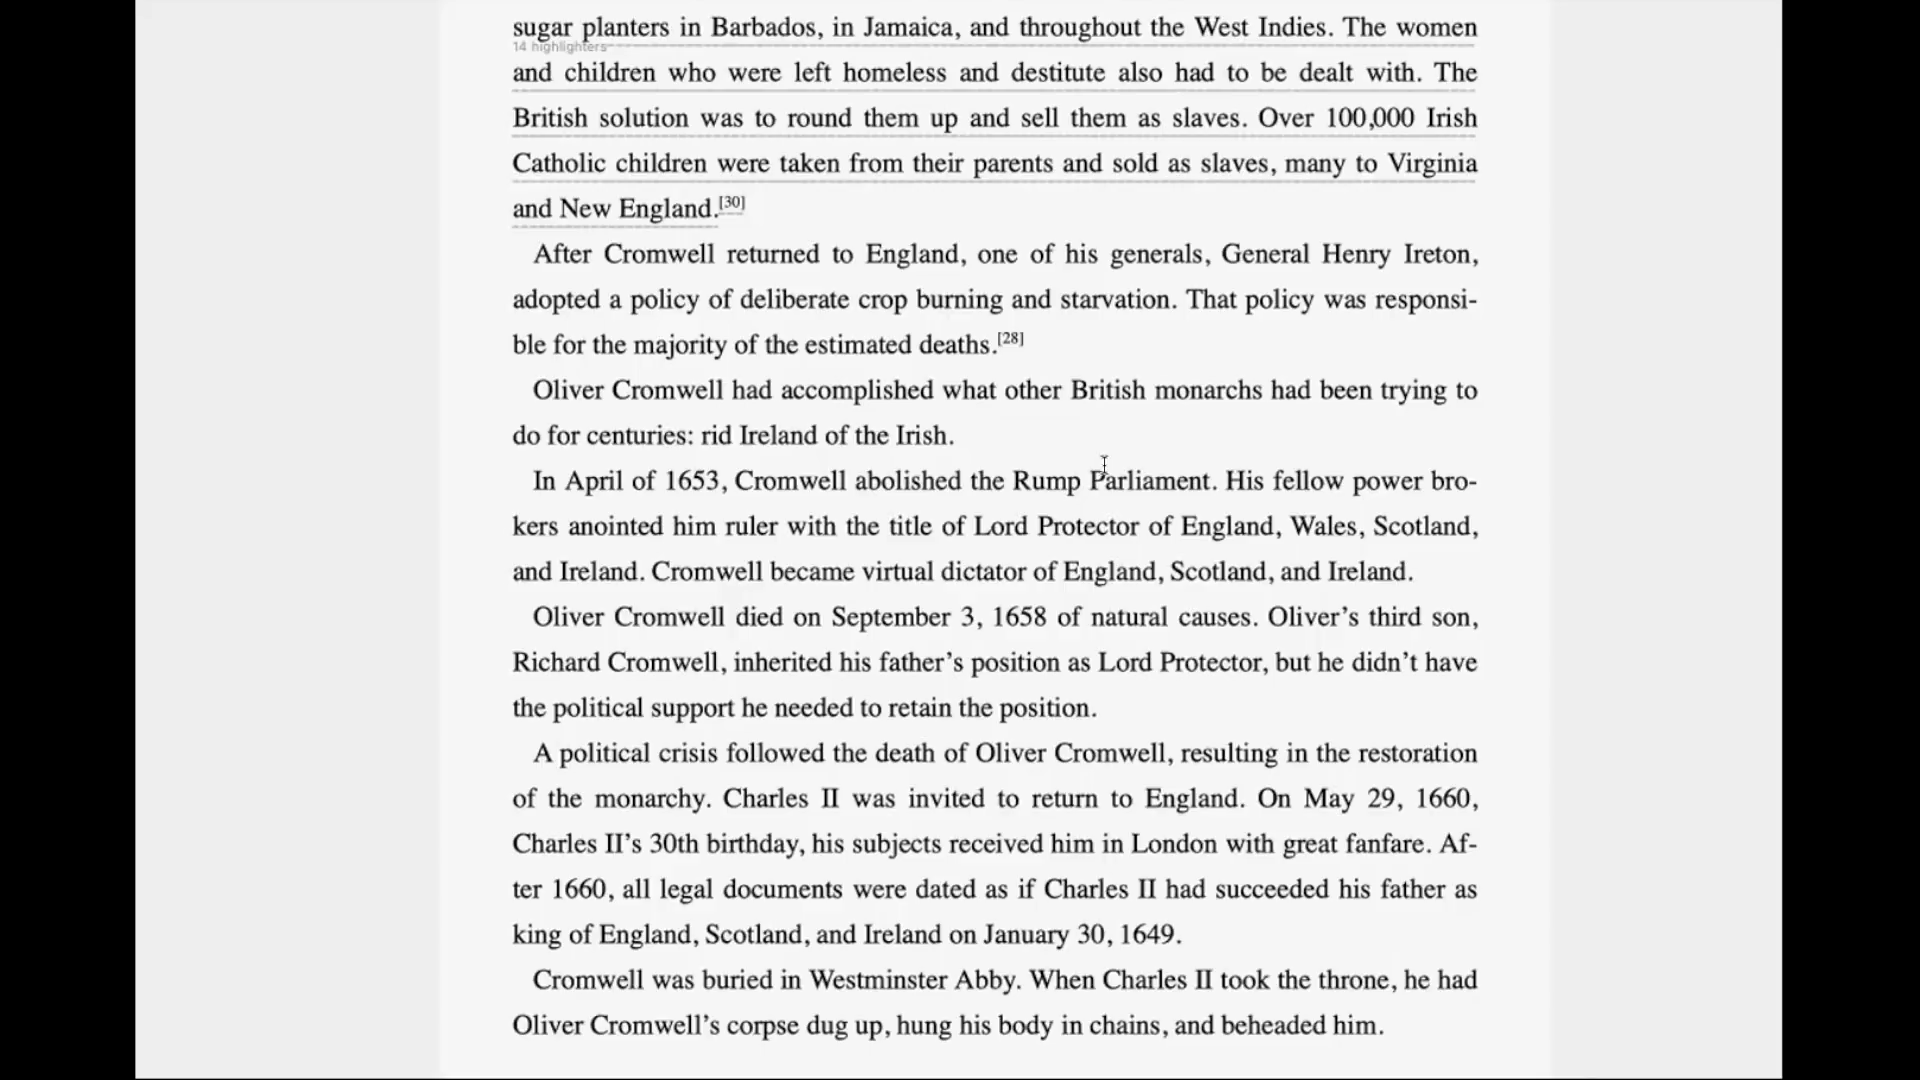 sugar planters in Barbados, in Jamaica, and throughout the West Indies. The women
14 highlighters
and children who were left homeless and destitute also had to be dealt with. The
British solution was to round them up and sell them as slaves. Over 100,000 Irish
Catholic children were taken from their parents and sold as slaves, many to Virginia
and New England.[30]
After Cromwell returned to England, one of his generals, General Henry Ireton,
adopted a policy of deliberate crop burning and starvation. That policy was responsi-
ble for the majority of the estimated deaths.[28]
Oliver Cromwell had accomplished what other British monarchs had been trying to
do for centuries: rid Ireland of the Irish.
In April of 1653, Cromwell abolished the Rump Parliament. His fellow power bro-
kers anointed him ruler with the title of Lord Protector of England, Wales, Scotland,
and Ireland. Cromwell became virtual dictator of England, Scotland, and Ireland.
Oliver Cromwell died on September 3, 1658 of natural causes. Oliver’s third son,
Richard Cromwell, inherited his father’s position as Lord Protector, but he didn’t have
the political support he needed to retain the position.
A political crisis followed the death of Oliver Cromwell, resulting in the restoration
of the monarchy. Charles II was invited to return to England. On May 29, 1660,
Charles II’s 30th birthday, his subjects received him in London with great fanfare. Af-
ter 1660, all legal documents were dated as if Charles II had succeeded his father as
king of England, Scotland, and Ireland on January 30, 1649.
Cromwell was buried in Westminster Abby. When Charles II took the throne, he had
Oliver Cromwell’s corpse dug up, hung his body in chains, and beheaded him.